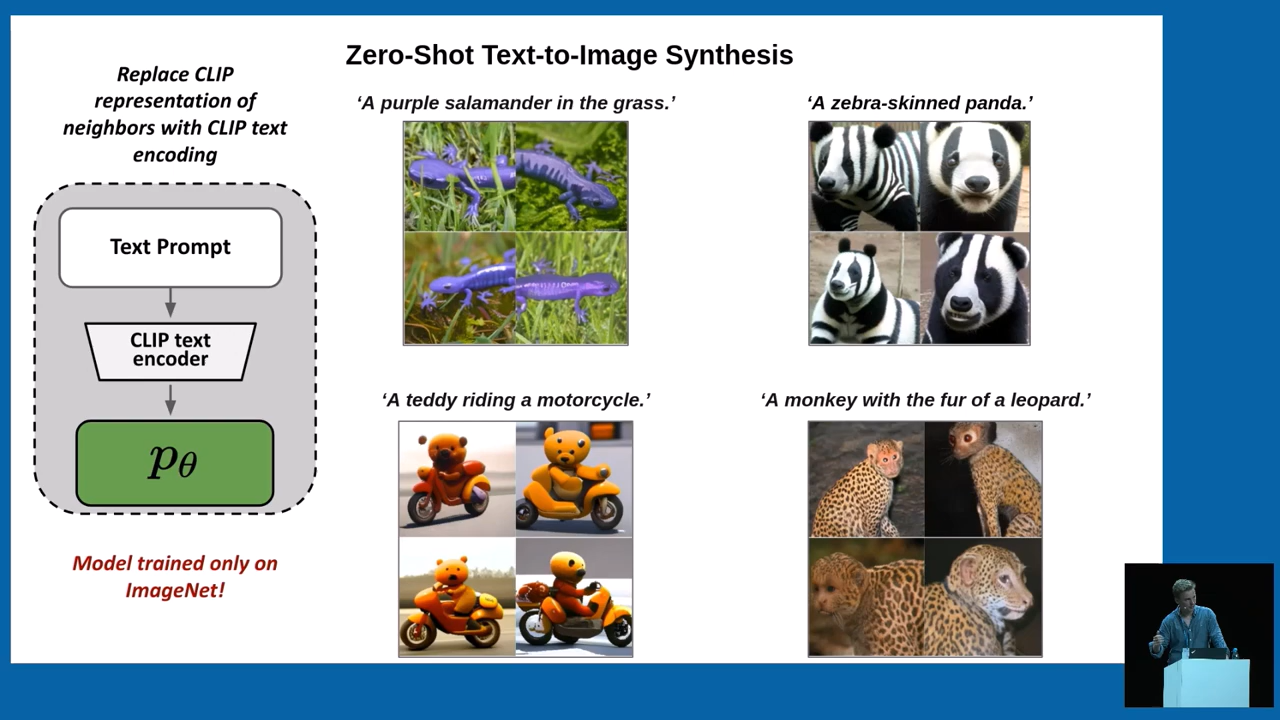 Zero-Shot Text-to-Image Synthesis
Replace CLIP
representation of
neighbors with CLIP text
encoding
Text Prompt
CLIP text
encoder
pθ
Model trained only on
ImageNet!
‘A purple salamander in the grass.’
‘A zebra-skinned panda.’
‘A teddy riding a motorcycle.’
‘A monkey with the fur of a leopard.’